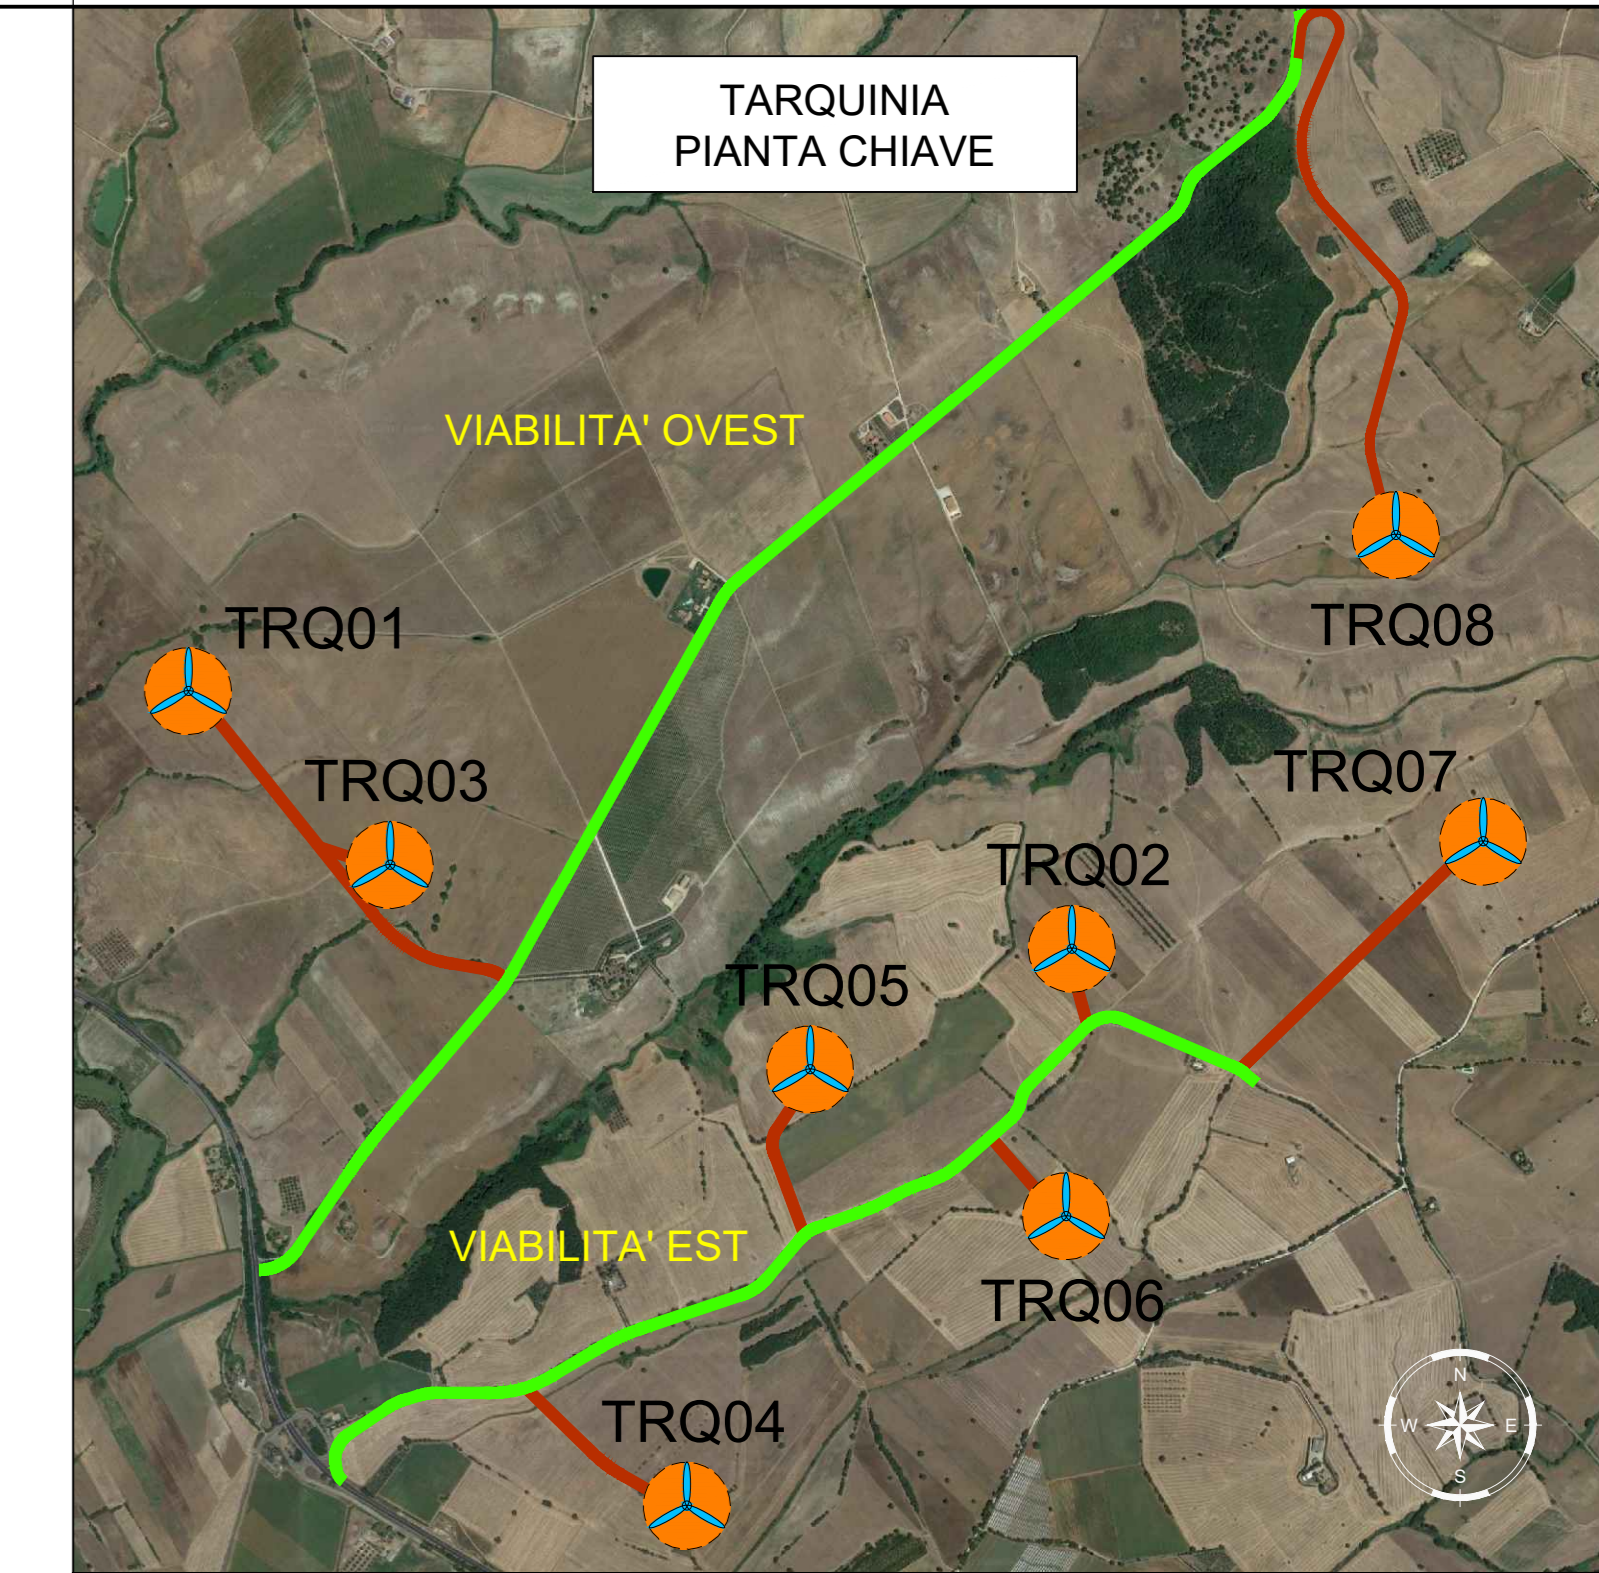 TARQUINIA
PIANTA CHIAVE
VIABILITA' OVEST
TRQ01
TRQ08
TRQ03
TRQ07
TRQ02
TRQ05
VIABILITA' EST
TRQ06
TRQ04
N
W
E
S